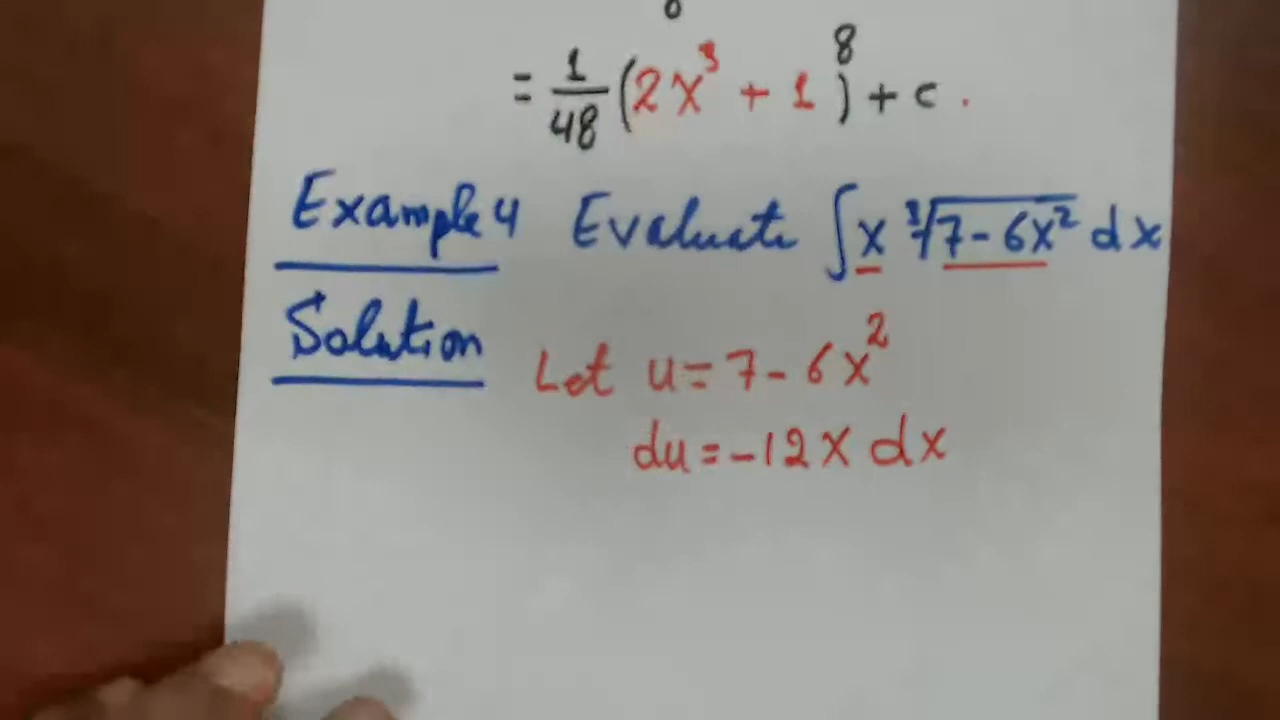 = 1/48 (2x³ + 1)⁸ + c .
Example 4 Evaluate ∫ x ∛(7 - 6x²) dx
Solution Let u = 7 - 6x²
du = -12x dx